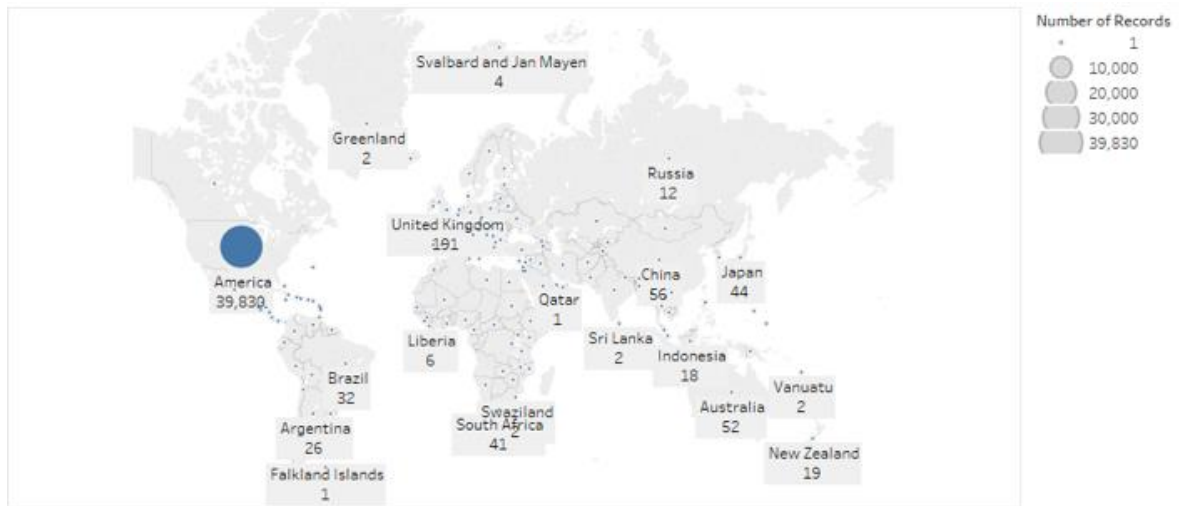 Number of Records
1
10,000
20,000
30,000
39,830
Svalbard and Jan Mayen
4
Greenland
2
Russia
12
United Kingdom
191
America
39,830
China
56
Japan
44
Qatar
1
Liberia
6
Sri Lanka
2
Indonesia
18
Brazil
32
Vanuatu
2
Australia
52
Swaziland
2
South Africa
41
Argentina
26
New Zealand
19
Falkland Islands
1